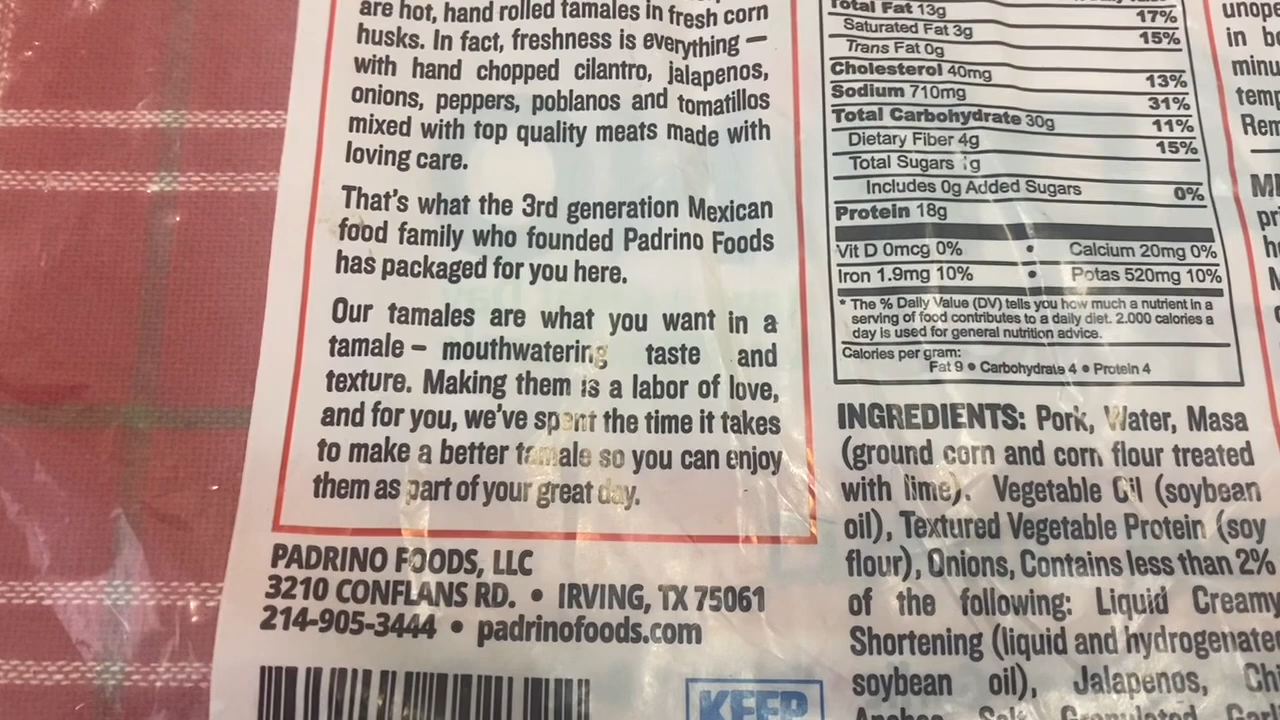 are hot, hand rolled tamales in fresh corn
husks. In fact, freshness is everything –
with hand chopped cilantro, jalapenos,
onions, peppers, poblanos and tomatillos
mixed with top quality meats made with
loving care.
That's what the 3rd generation Mexican
food family who founded Padrino Foods
has packaged for you here.
Our tamales are what you want in a
tamale – mouthwatering taste and
texture. Making them is a labor of love,
and for you, we've spent the time it takes
to make a better tamale so you can enjoy
them as part of your great day.
PADRINO FOODS, LLC
3210 CONFLANS RD. • IRVING, TX 75061
214-905-3444 • padrinofoods.com
KEEP
Total Fat 13g 17%
Saturated Fat 3g 15%
Trans Fat 0g
Cholesterol 40mg 13%
Sodium 710mg 31%
Total Carbohydrate 30g 11%
Dietary Fiber 4g 15%
Total Sugars 1g
Includes 0g Added Sugars 0%
Protein 18g
Vit D 0mcg 0% • Calcium 20mg 0%
Iron 1.9mg 10% • Potas 520mg 10%
* The % Daily Value (DV) tells you how much a nutrient in a
serving of food contributes to a daily diet. 2.000 calories a
day is used for general nutrition advice.
Calories per gram:
Fat 9 • Carbohydrate 4 • Protein 4
INGREDIENTS: Pork, Water, Masa
(ground corn and corn flour treated
with lime). Vegetable Oil (soybean
oil), Textured Vegetable Protein (soy
flour), Onions, Contains less than 2%
of the following: Liquid Creamy
Shortening (liquid and hydrogenated
soybean oil), Jalapenos,
in